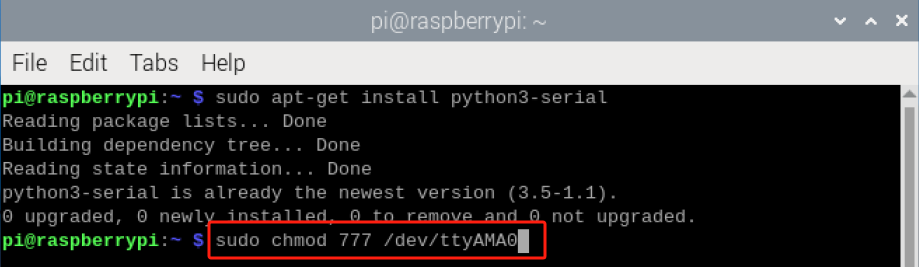 pi@raspberrypi: ~
File Edit Tabs Help
pi@raspberrypi:~ $ sudo apt-get install python3-serial
Reading package lists... Done
Building dependency tree... Done
Reading state information... Done
python3-serial is already the newest version (3.5-1.1).
0 upgraded, 0 newly installed, 0 to remove and 0 not upgraded.
pi@raspberrypi:~ $ sudo chmod 777 /dev/ttyAMA0